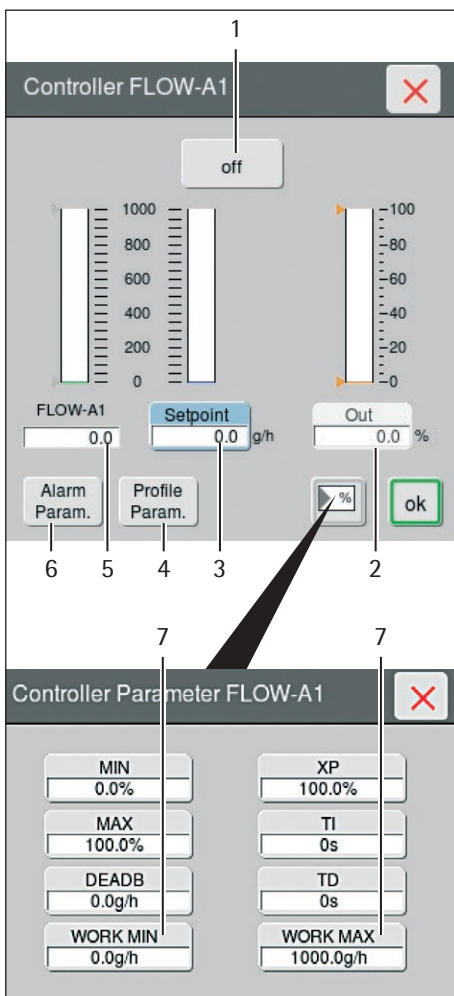 1
Controller FLOW-A1
off
1000 100
800 80
600 60
400 40
200 20
0 0
FLOW-A1 Setpoint Out
0.0 0.0 g/h 0.0 %
Alarm Param.
Profile Param.
%
ok
6 5 4 3 2
7 7
Controller Parameter FLOW-A1
MIN XP
0.0% 100.0%
MAX TI
100.0% 0s
DEADB TD
0.0g/h 0s
WORK MIN WORK MAX
0.0g/h 1000.0g/h